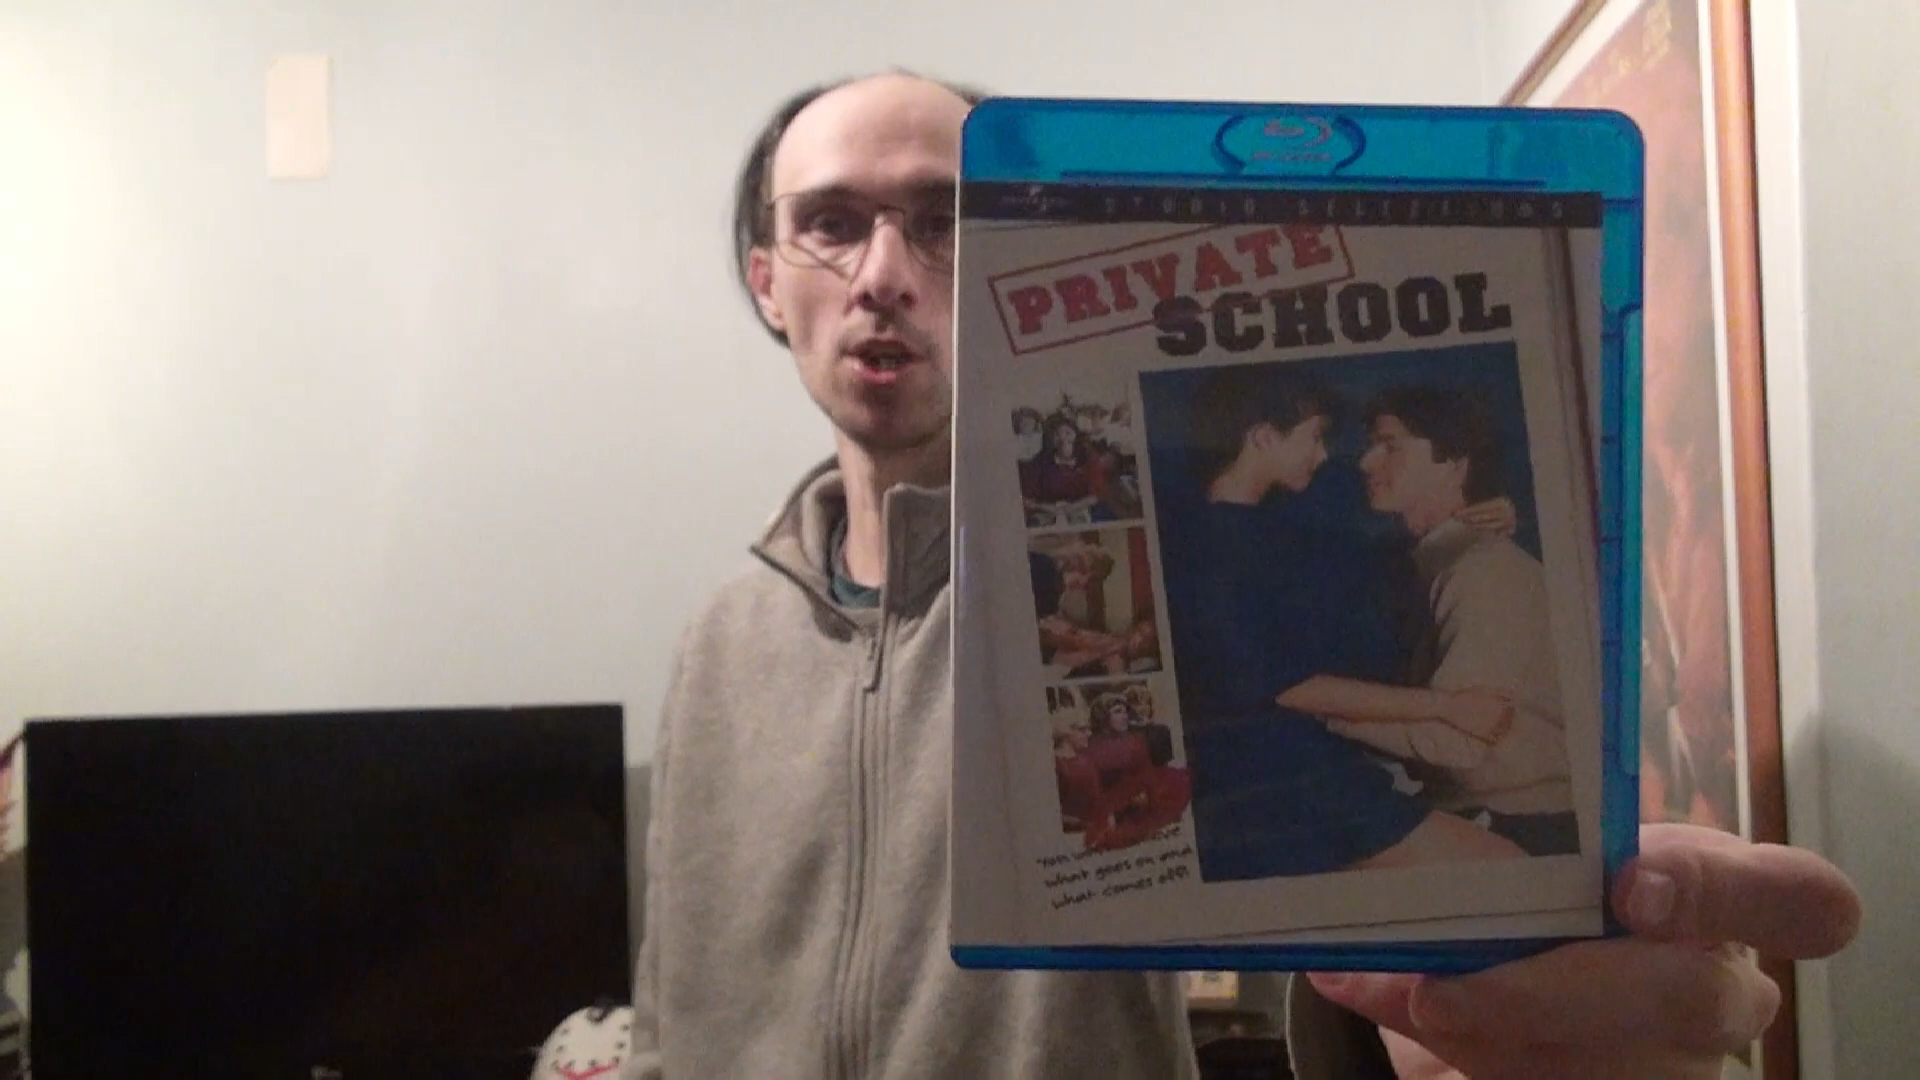 STUDIO SELECTIONS
PRIVATE
SCHOOL
what goes on and
what comes off!